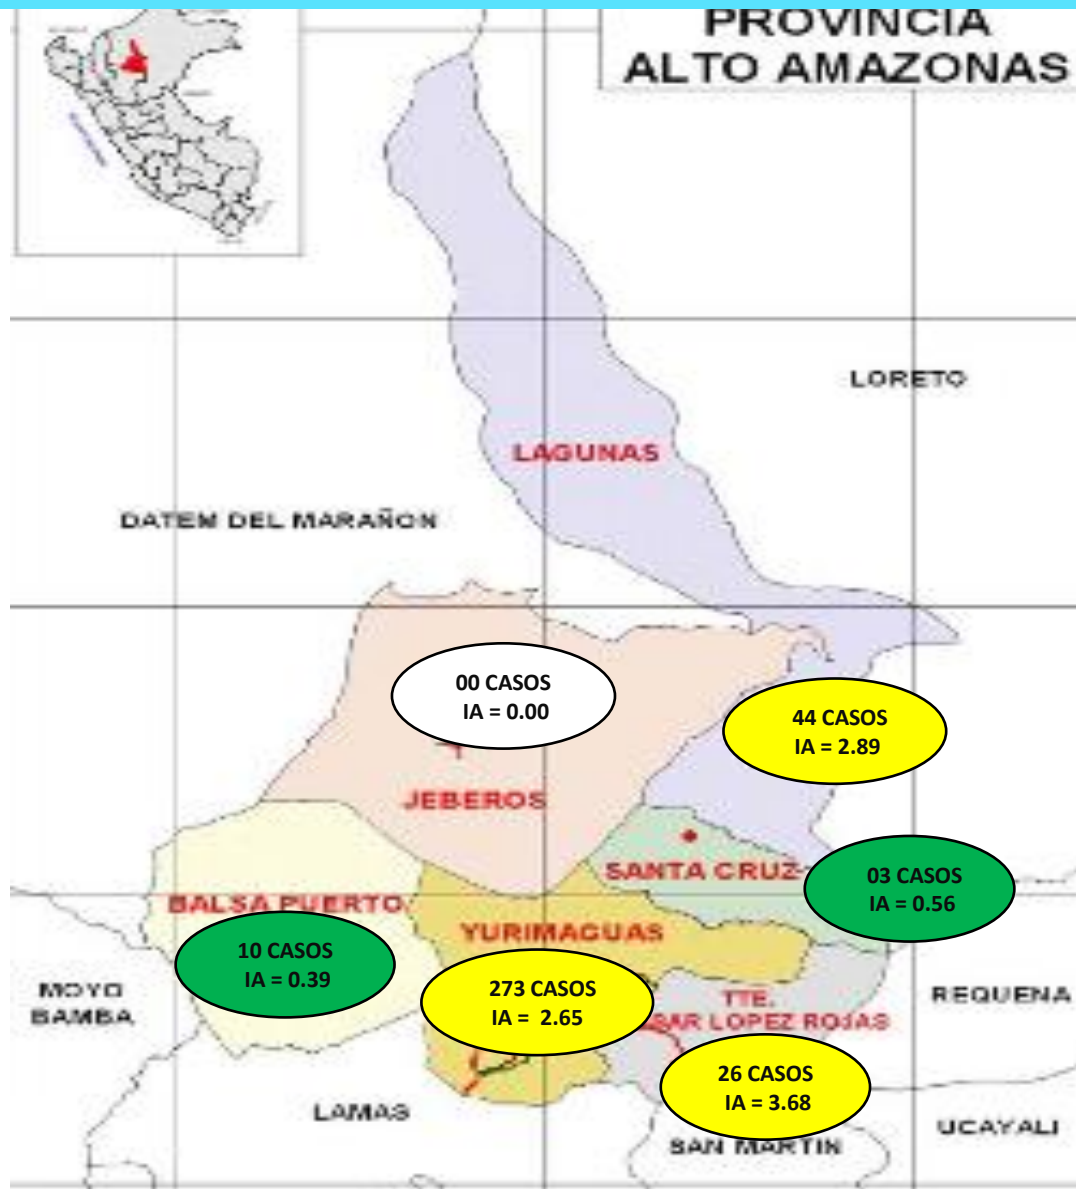 PROVINCIA
ALTO AMAZONAS
LORETO
LAGUNAS
DATEM DEL MARAÑON
00 CASOS
IA = 0.00
44 CASOS
IA = 2.89
JEBEROS
SANTA CRUZ
03 CASOS
IA = 0.56
BALSA PUERTO
YURIMAGUAS
10 CASOS
IA = 0.39
273 CASOS
IA = 2.65
MOYO
BAMBA
REQUENA
TTE.
SAR LOPEZ ROJAS
26 CASOS
IA = 3.68
LAMAS
SAN MARTIN
UCAYALI